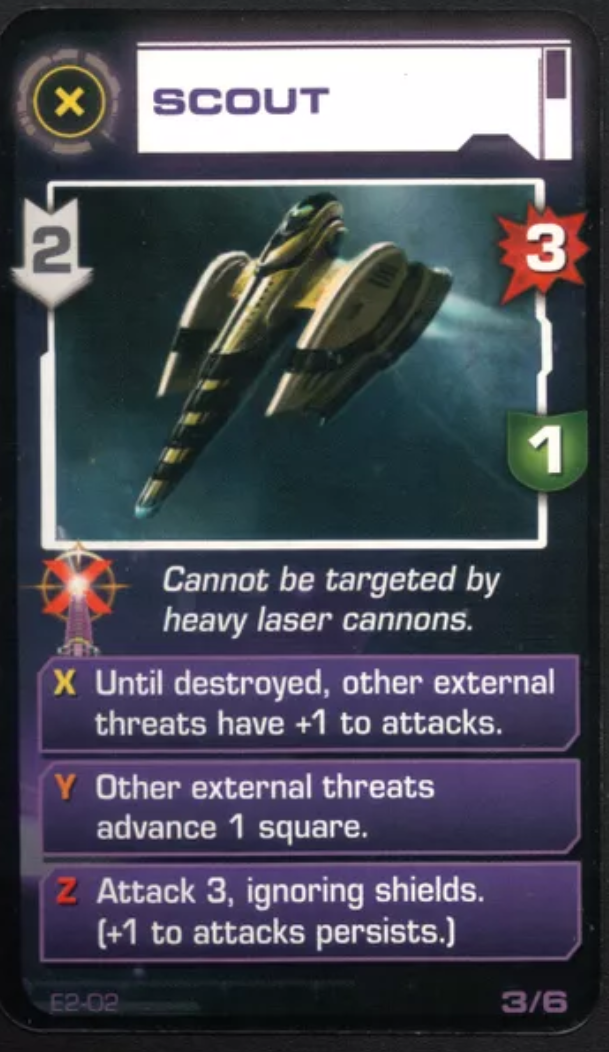 X
SCOUT
2
3
1
Cannot be targeted by
heavy laser cannons.
X Until destroyed, other external
threats have +1 to attacks.
Y Other external threats
advance 1 square.
Z Attack 3, ignoring shields.
(+1 to attacks persists.)
E2-02
3/6